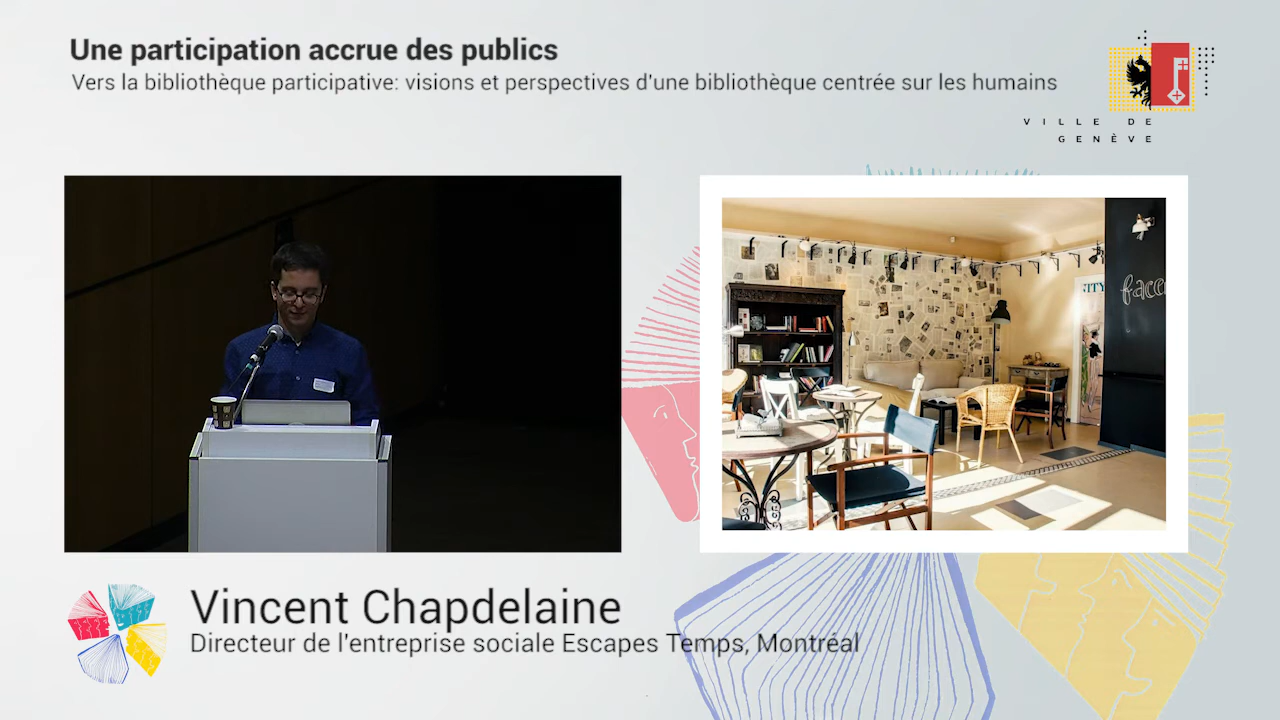 Une participation accrue des publics
Vers la bibliothèque participative: visions et perspectives d'une bibliothèque centrée sur les humains
VILLE DE
GENÈVE
face
Vincent Chapdelaine
Directeur de l'entreprise sociale Escapes Temps, Montréal